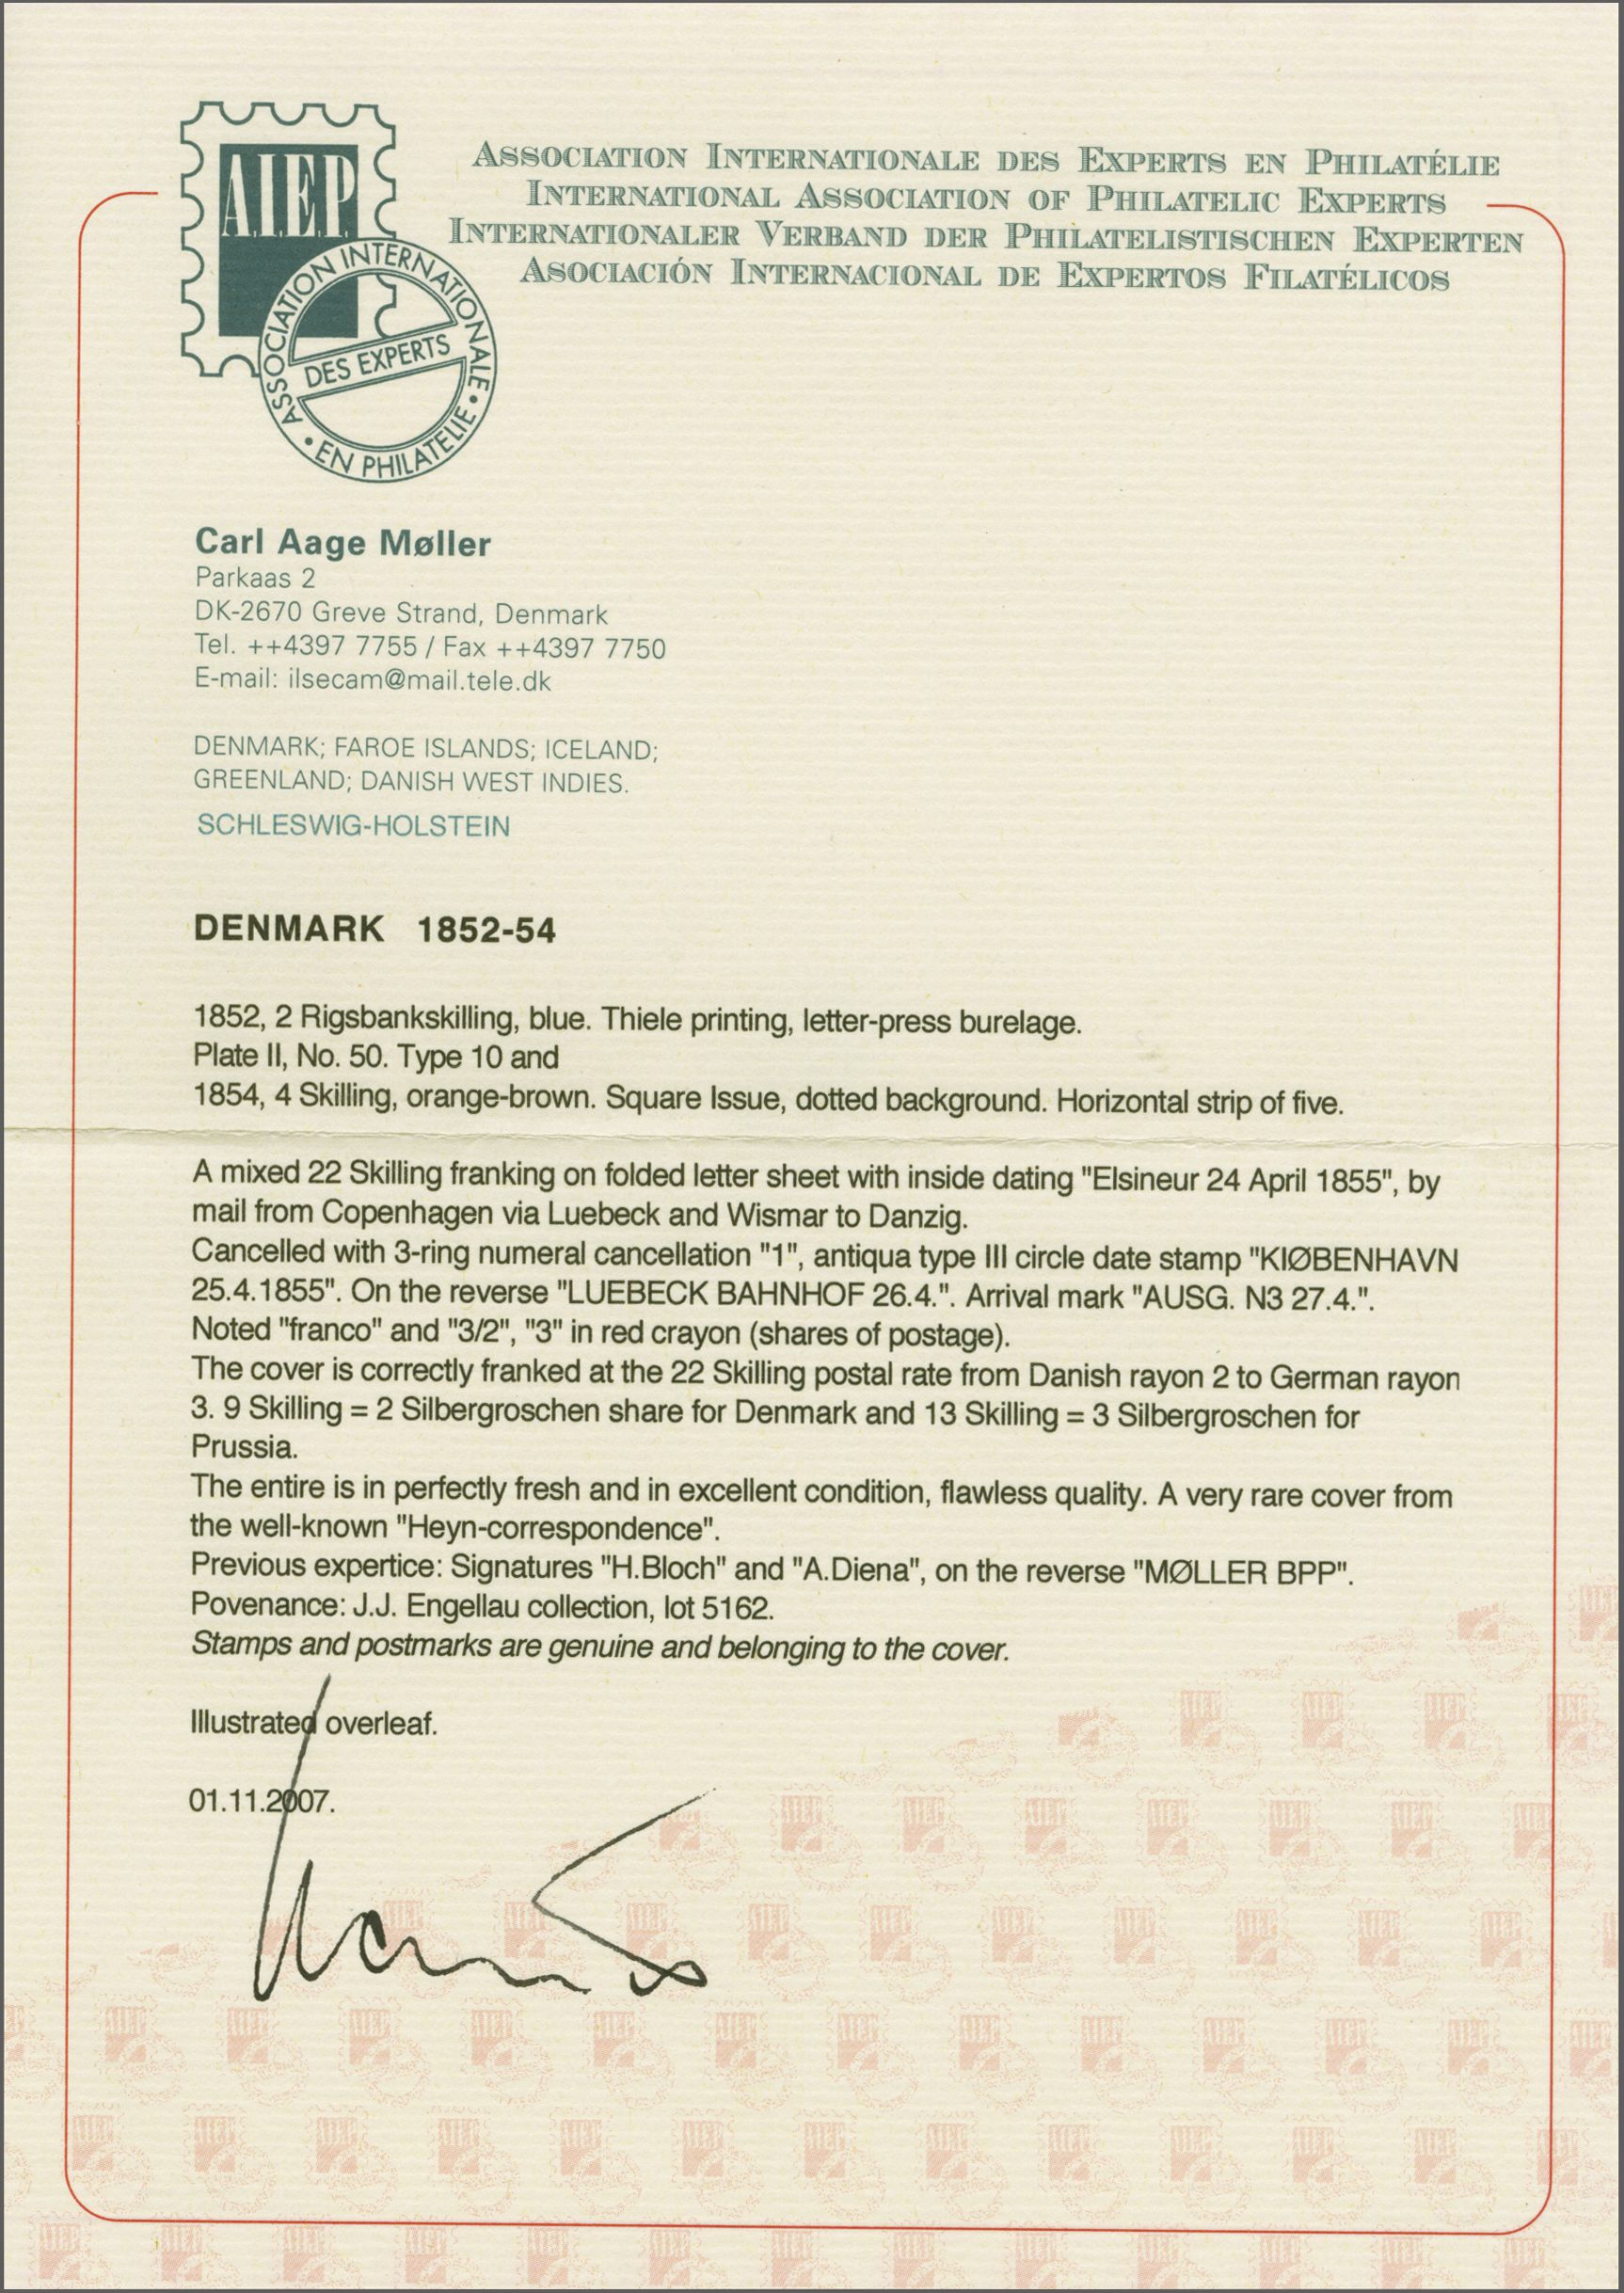 AIEP
ASSOCIATION INTERNATIONALE
DES EXPERTS
EN PHILATELIE
ASSOCIATION INTERNATIONALE DES EXPERTS EN PHILATÉLIE
INTERNATIONAL ASSOCIATION OF PHILATELIC EXPERTS
INTERNATIONALER VERBAND DER PHILATELISTISCHEN EXPERTEN
ASOCIACIÓN INTERNACIONAL DE EXPERTOS FILATÉLICOS
Carl Aage Møller
Parkaas 2
DK-2670 Greve Strand, Denmark
Tel. ++4397 7755 / Fax ++4397 7750
E-mail: ilsecam@mail.tele.dk
DENMARK; FAROE ISLANDS; ICELAND;
GREENLAND; DANISH WEST INDIES.
SCHLESWIG-HOLSTEIN
DENMARK 1852-54
1852, 2 Rigsbankskilling, blue. Thiele printing, letter-press burelage.
Plate II, No. 50. Type 10 and
1854, 4 Skilling, orange-brown. Square Issue, dotted background. Horizontal strip of five.
A mixed 22 Skilling franking on folded letter sheet with inside dating "Elsineur 24 April 1855", by
mail from Copenhagen via Luebeck and Wismar to Danzig.
Cancelled with 3-ring numeral cancellation "1", antiqua type III circle date stamp "KIØBENHAVN
25.4.1855". On the reverse "LUEBECK BAHNHOF 26.4.". Arrival mark "AUSG. N3 27.4.".
Noted "franco" and "3/2", "3" in red crayon (shares of postage).
The cover is correctly franked at the 22 Skilling postal rate from Danish rayon 2 to German rayon
3. 9 Skilling = 2 Silbergroschen share for Denmark and 13 Skilling = 3 Silbergroschen for
Prussia.
The entire is in perfectly fresh and in excellent condition, flawless quality. A very rare cover from
the well-known "Heyn-correspondence".
Previous expertice: Signatures "H.Bloch" and "A.Diena", on the reverse "MØLLER BPP".
Povenance: J.J. Engellau collection, lot 5162.
Stamps and postmarks are genuine and belonging to the cover.
Illustrated overleaf.
01.11.2007.